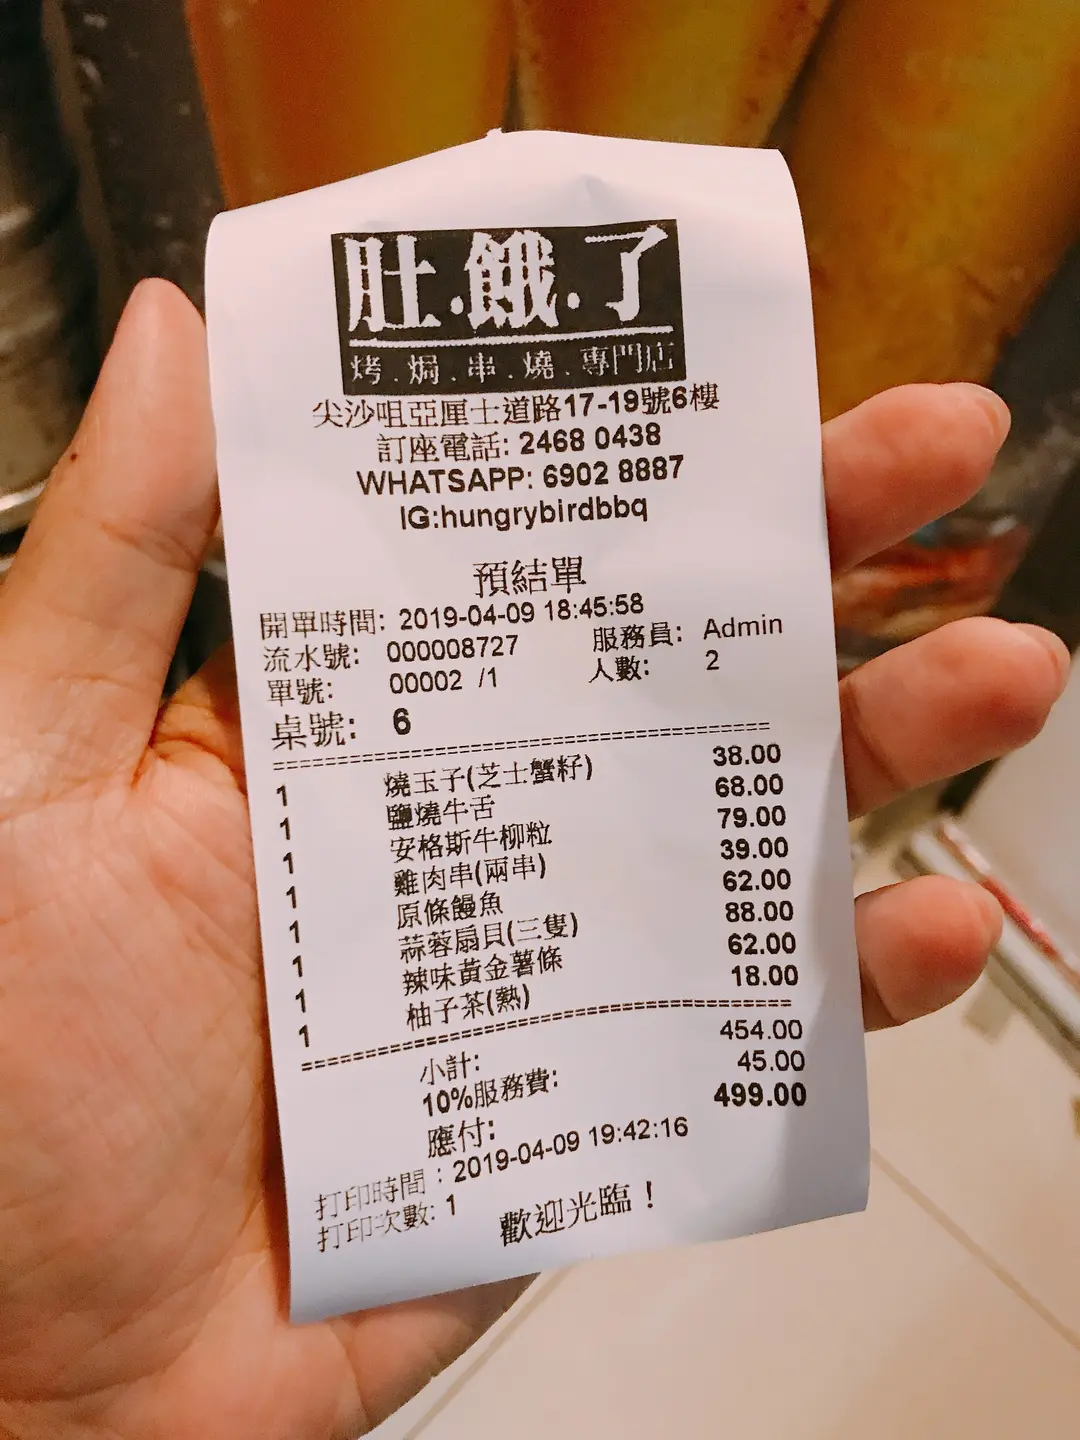 肚.餓.了
烤.焗.串.燒.專門店
尖沙咀亞厘士道路17-19號6樓
訂座電話: 2468 0438
WHATSAPP: 6902 8887
IG:hungrybirdbbq
預結單
開單時間: 2019-04-09 18:45:58
流水號: 000008727 服務員: Admin
單號: 00002 /1 人數: 2
桌號: 6
1 燒玉子(芝士蟹籽) 38.00
1 鹽燒牛舌 68.00
1 安格斯牛柳粒 79.00
1 雞肉串(兩串) 39.00
1 原條鰻魚 62.00
1 蒜蓉扇貝(三隻) 88.00
1 辣味黃金薯條 62.00
1 柚子茶(熱) 18.00
小計: 454.00
10%服務費: 45.00
應付: 499.00
打印時間：2019-04-09 19:42:16
打印次數: 1
歡迎光臨！